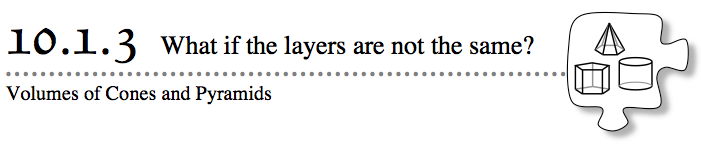 10.1.3 What if the layers are not the same?
Volumes of Cones and Pyramids